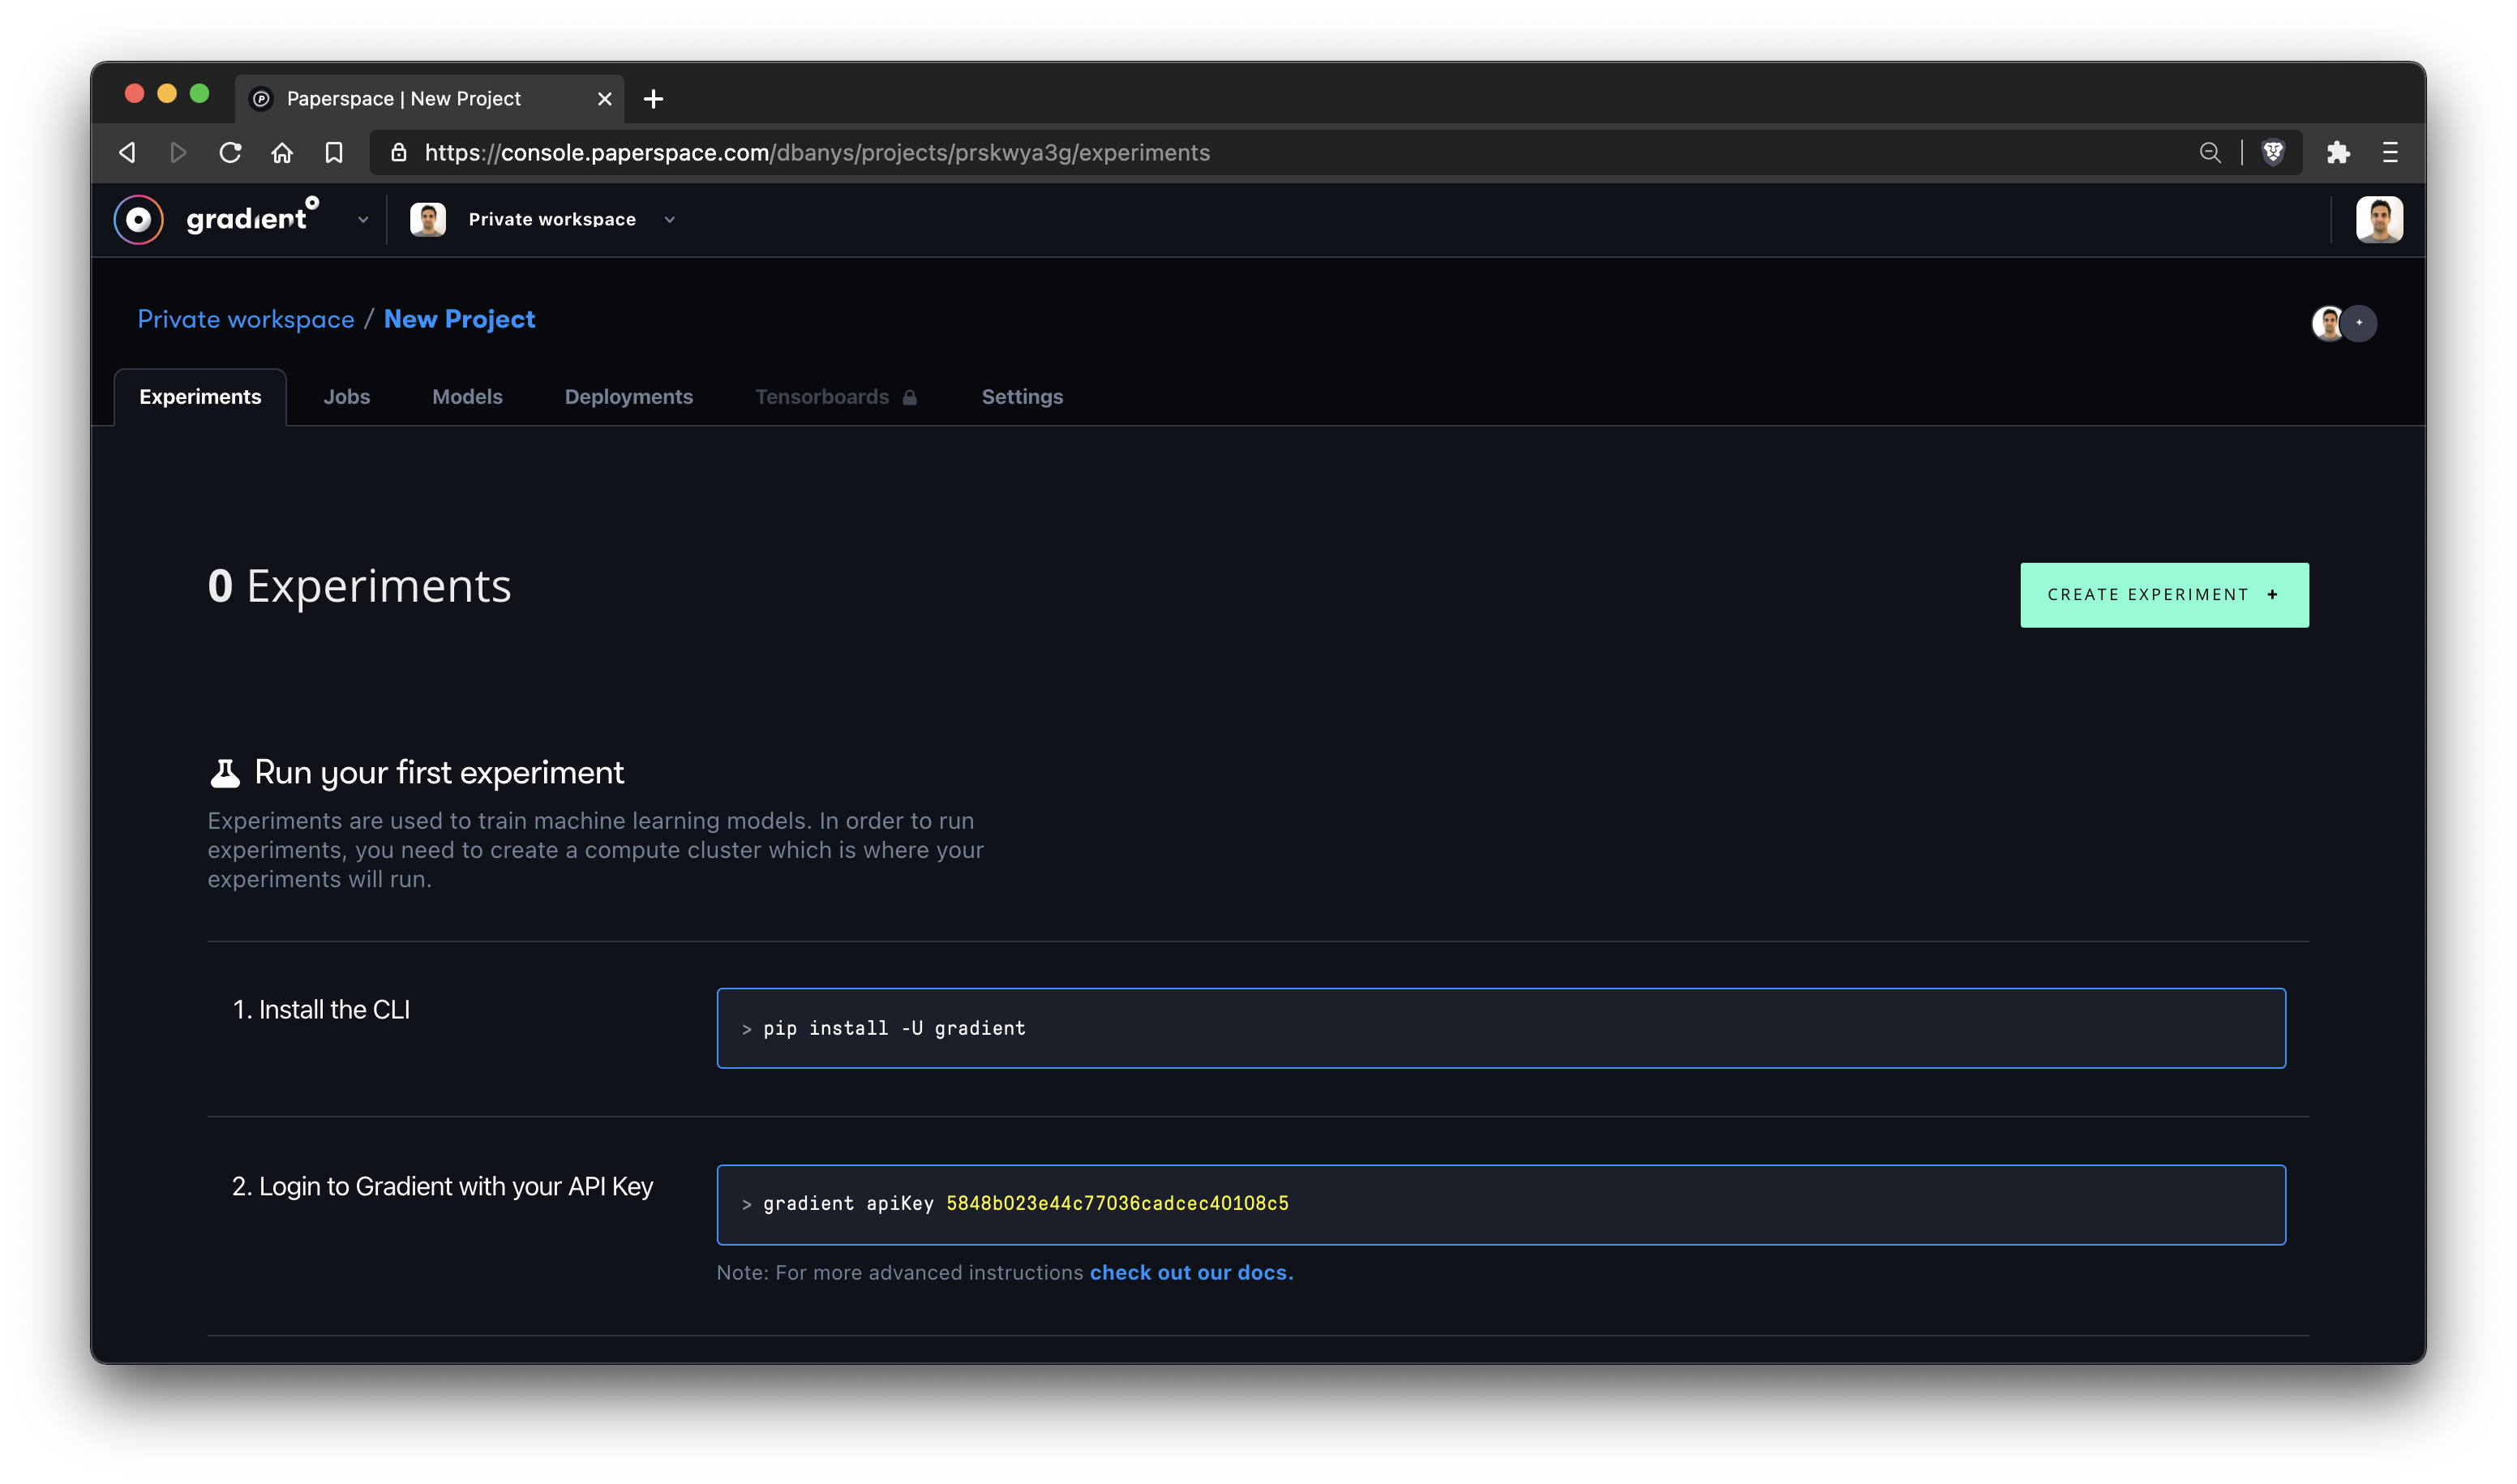 Paperspace | New Project
https://console.paperspace.com/dbanys/projects/prskwya3g/experiments
gradient
Private workspace
Private workspace / New Project
Experiments
Jobs
Models
Deployments
Tensorboards
Settings
0 Experiments
CREATE EXPERIMENT +
Run your first experiment
Experiments are used to train machine learning models. In order to run
experiments, you need to create a compute cluster which is where your
experiments will run.
1. Install the CLI
> pip install -U gradient
2. Login to Gradient with your API Key
> gradient apiKey 5848b023e44c77036cadcec40108c5
Note: For more advanced instructions check out our docs.